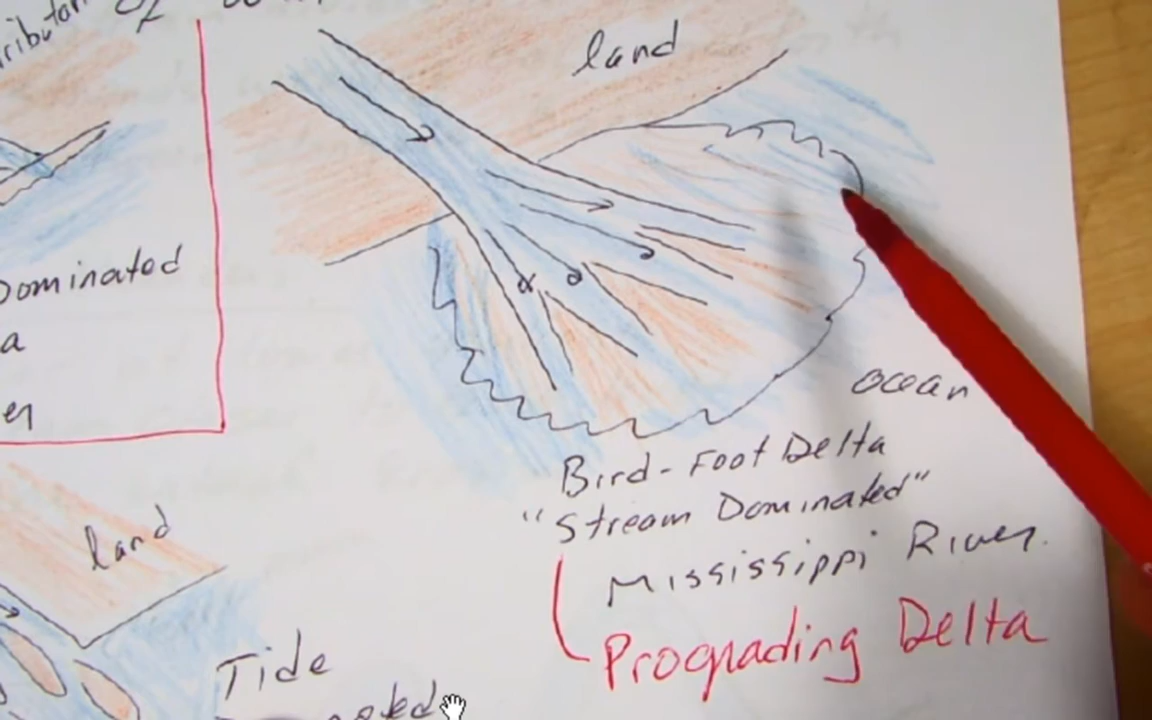 land
Dominated
ocean
Bird-Foot Delta
"Stream Dominated"
Mississippi River.
Prograding Delta
land
Tide